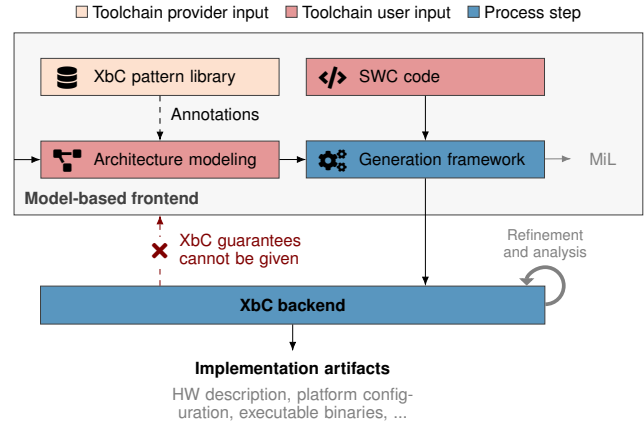 Toolchain provider input
Toolchain user input
Process step
XbC pattern library
</> SWC code
Annotations
Architecture modeling
Generation framework
MiL
Model-based frontend
XbC guarantees
cannot be given
Refinement
and analysis
XbC backend
Implementation artifacts
HW description, platform config-
uration, executable binaries, ...